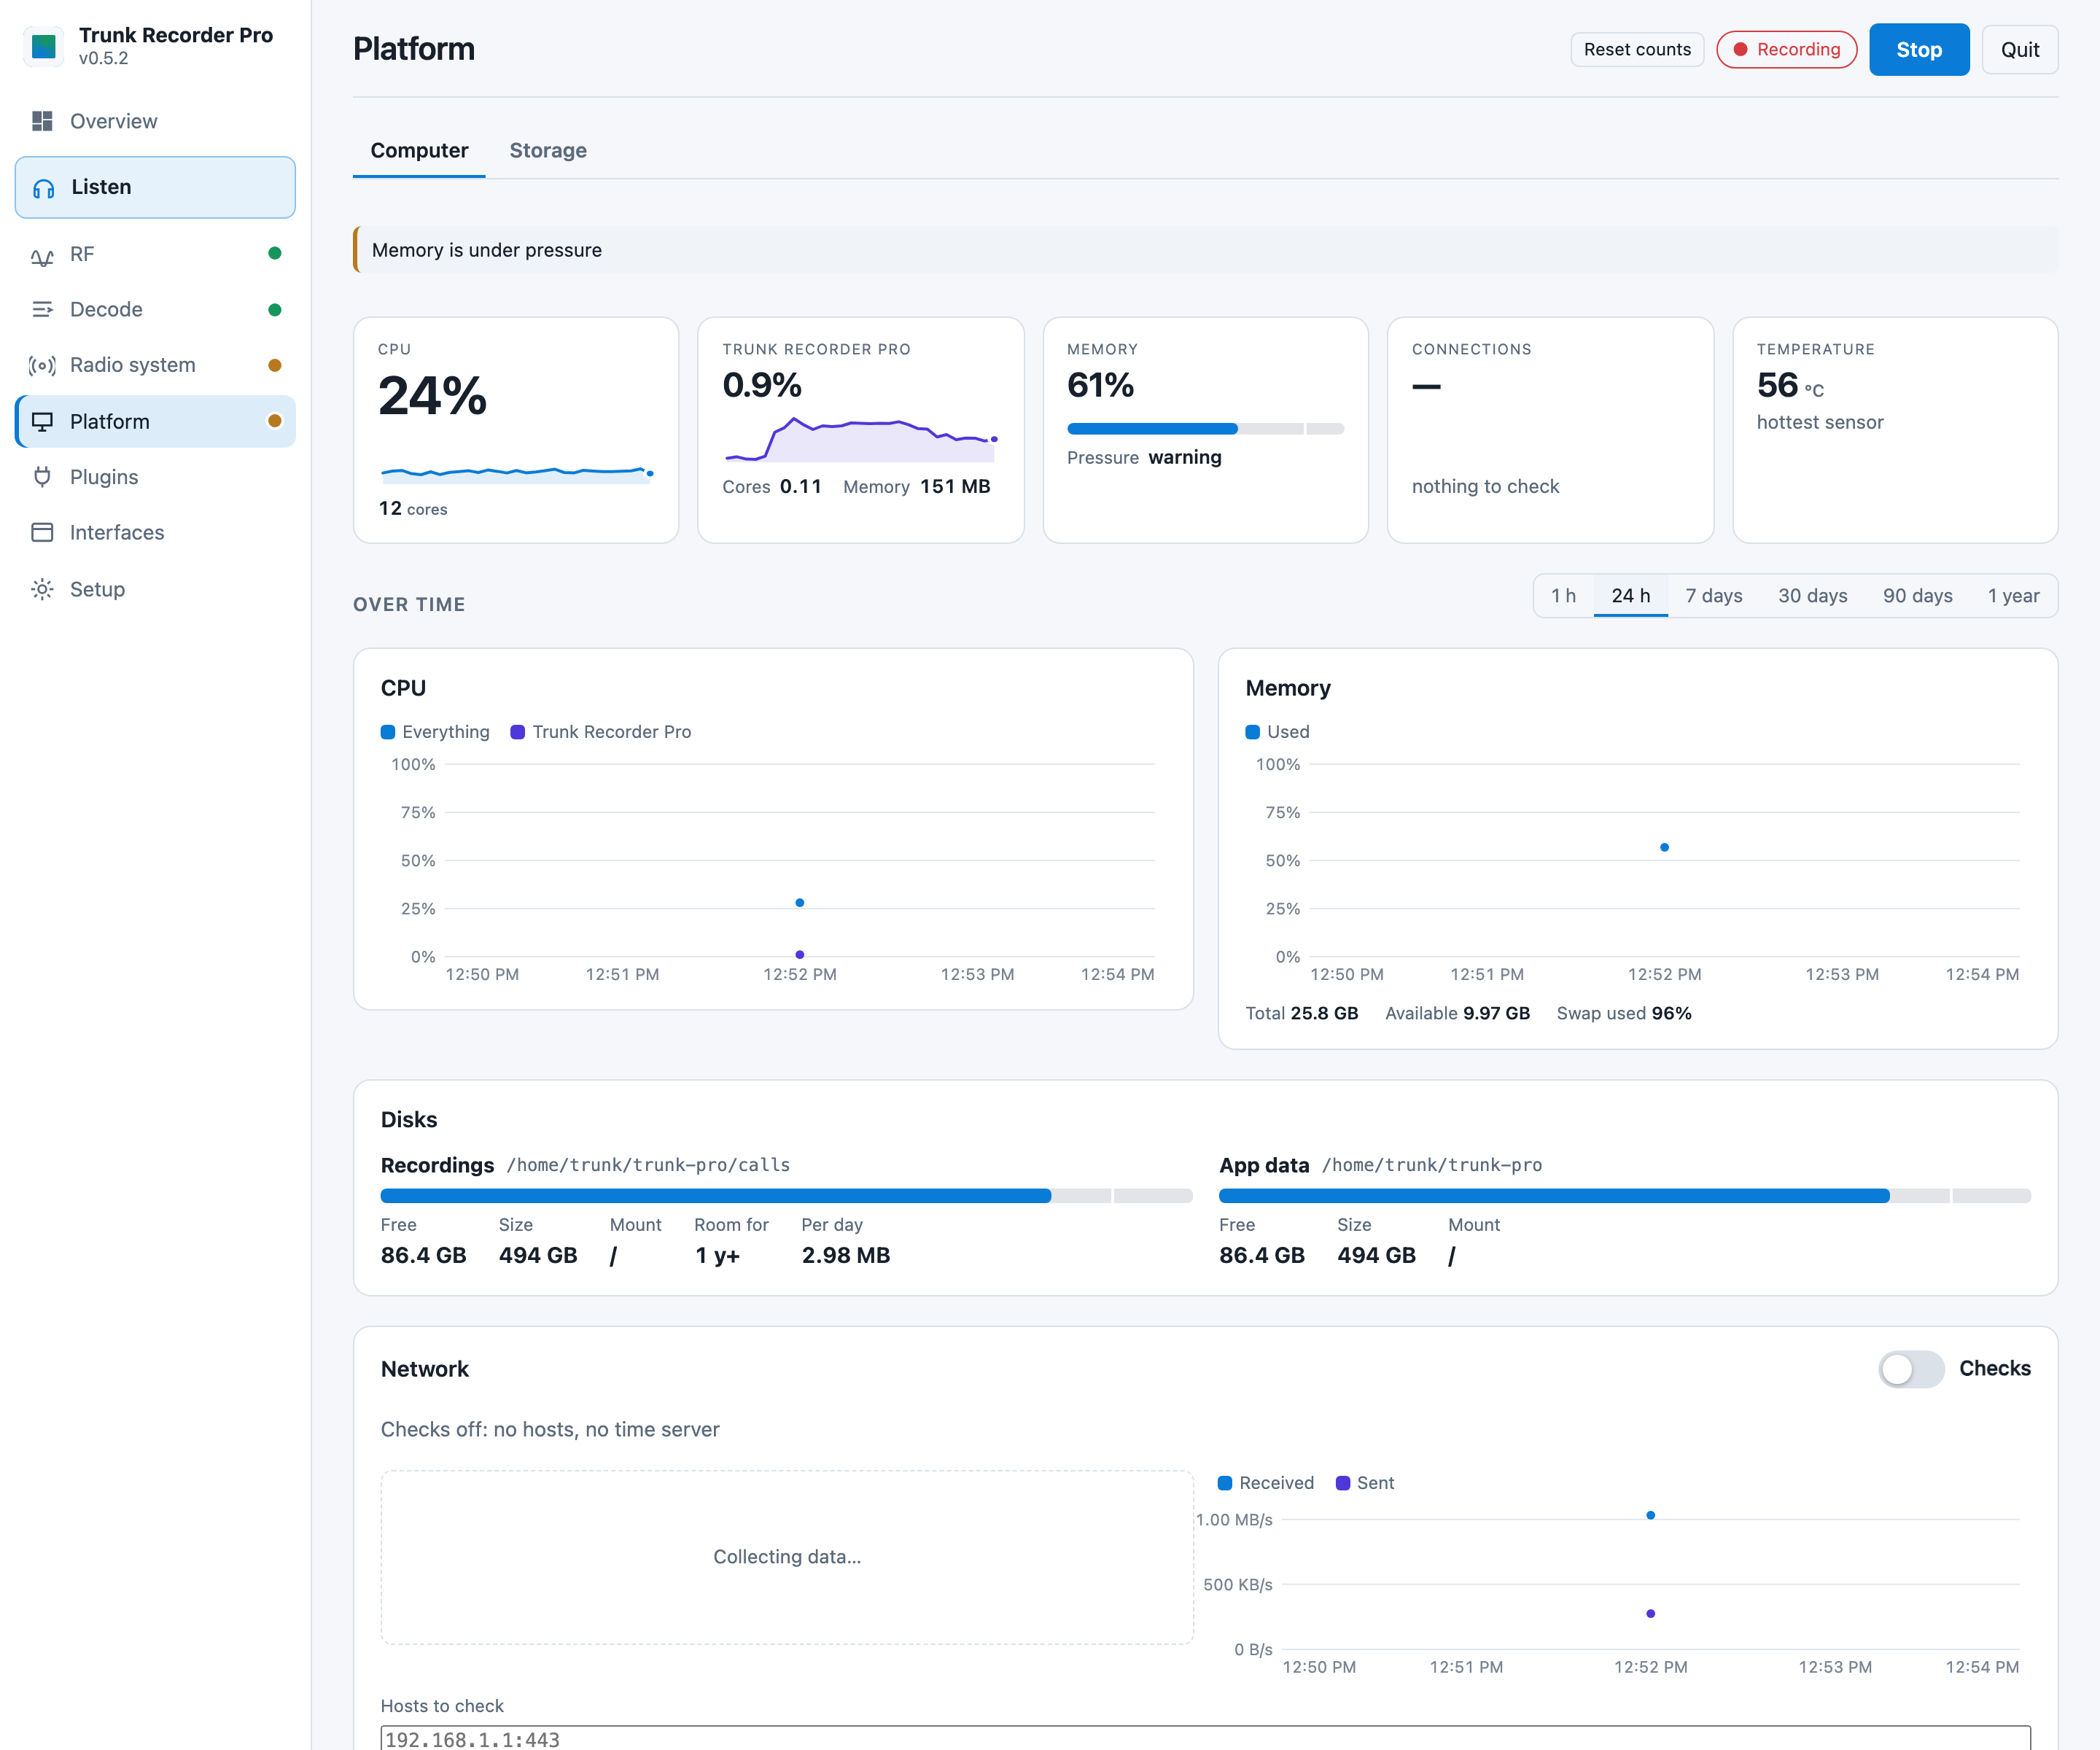 Trunk Recorder Pro
v0.5.2
Overview
Listen
RF
Decode
Radio system
Platform
Plugins
Interfaces
Setup
Platform
Reset counts
Recording
Stop
Quit
Computer
Storage
Memory is under pressure
CPU
24%
12 cores
TRUNK RECORDER PRO
0.9%
Cores 0.11 Memory 151 MB
MEMORY
61%
Pressure warning
CONNECTIONS
—
nothing to check
TEMPERATURE
56 °C
hottest sensor
OVER TIME
1 h 24 h 7 days 30 days 90 days 1 year
CPU
Everything Trunk Recorder Pro
100%
75%
50%
25%
0%
12:50 PM 12:51 PM 12:52 PM 12:53 PM 12:54 PM
Memory
Used
100%
75%
50%
25%
0%
12:50 PM 12:51 PM 12:52 PM 12:53 PM 12:54 PM
Total 25.8 GB Available 9.97 GB Swap used 96%
Disks
Recordings /home/trunk/trunk-pro/calls
Free Size Mount Room for Per day
86.4 GB 494 GB / 1 y+ 2.98 MB
App data /home/trunk/trunk-pro
Free Size Mount
86.4 GB 494 GB /
Network
Checks
Checks off: no hosts, no time server
Collecting data...
Received Sent
1.00 MB/s
500 KB/s
0 B/s
12:50 PM 12:51 PM 12:52 PM 12:53 PM 12:54 PM
Hosts to check
192.168.1.1:443